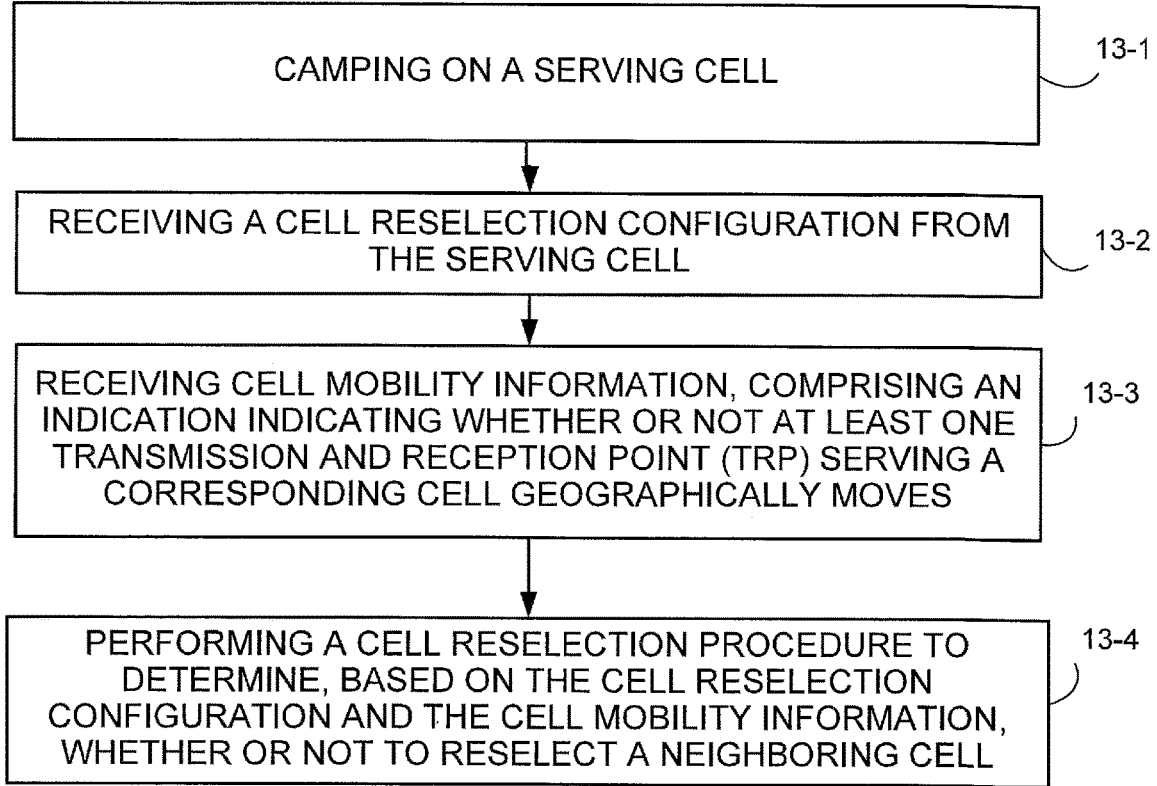 CAMPING ON A SERVING CELL
13-1
RECEIVING A CELL RESELECTION CONFIGURATION FROM
THE SERVING CELL
13-2
RECEIVING CELL MOBILITY INFORMATION, COMPRISING AN
INDICATION INDICATING WHETHER OR NOT AT LEAST ONE
TRANSMISSION AND RECEPTION POINT (TRP) SERVING A
CORRESPONDING CELL GEOGRAPHICALLY MOVES
13-3
PERFORMING A CELL RESELECTION PROCEDURE TO
DETERMINE, BASED ON THE CELL RESELECTION
CONFIGURATION AND THE CELL MOBILITY INFORMATION,
WHETHER OR NOT TO RESELECT A NEIGHBORING CELL
13-4